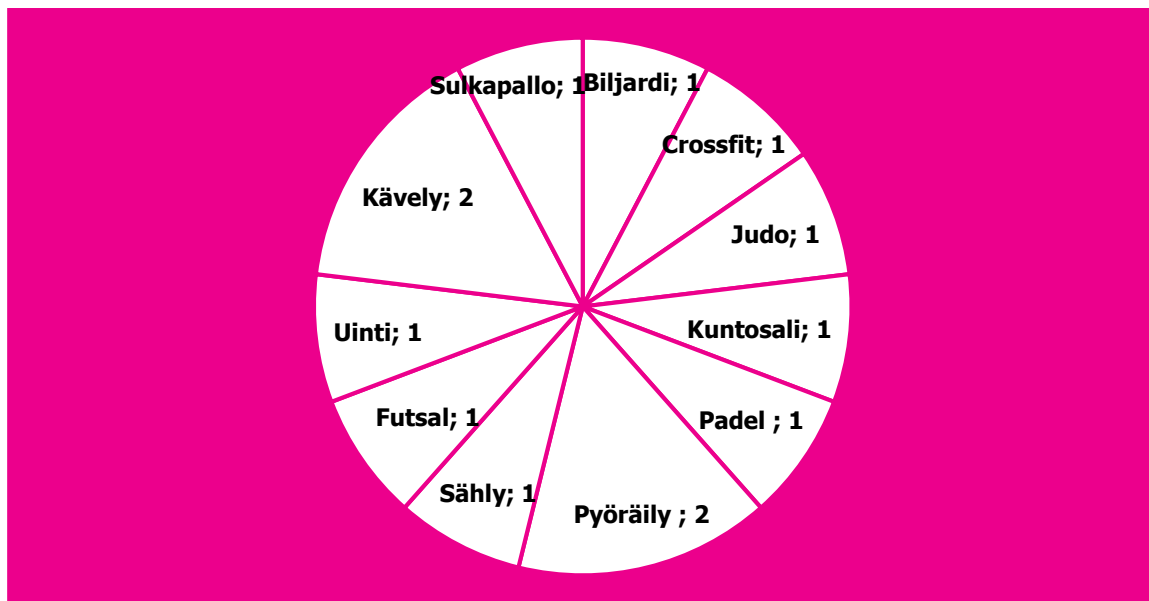 Sulkapallo; 1
Biljardi; 1
Crossfit; 1
Kävely; 2
Judo; 1
Uinti; 1
Kuntosali; 1
Futsal; 1
Padel ; 1
Sähly; 1
Pyöräily ; 2